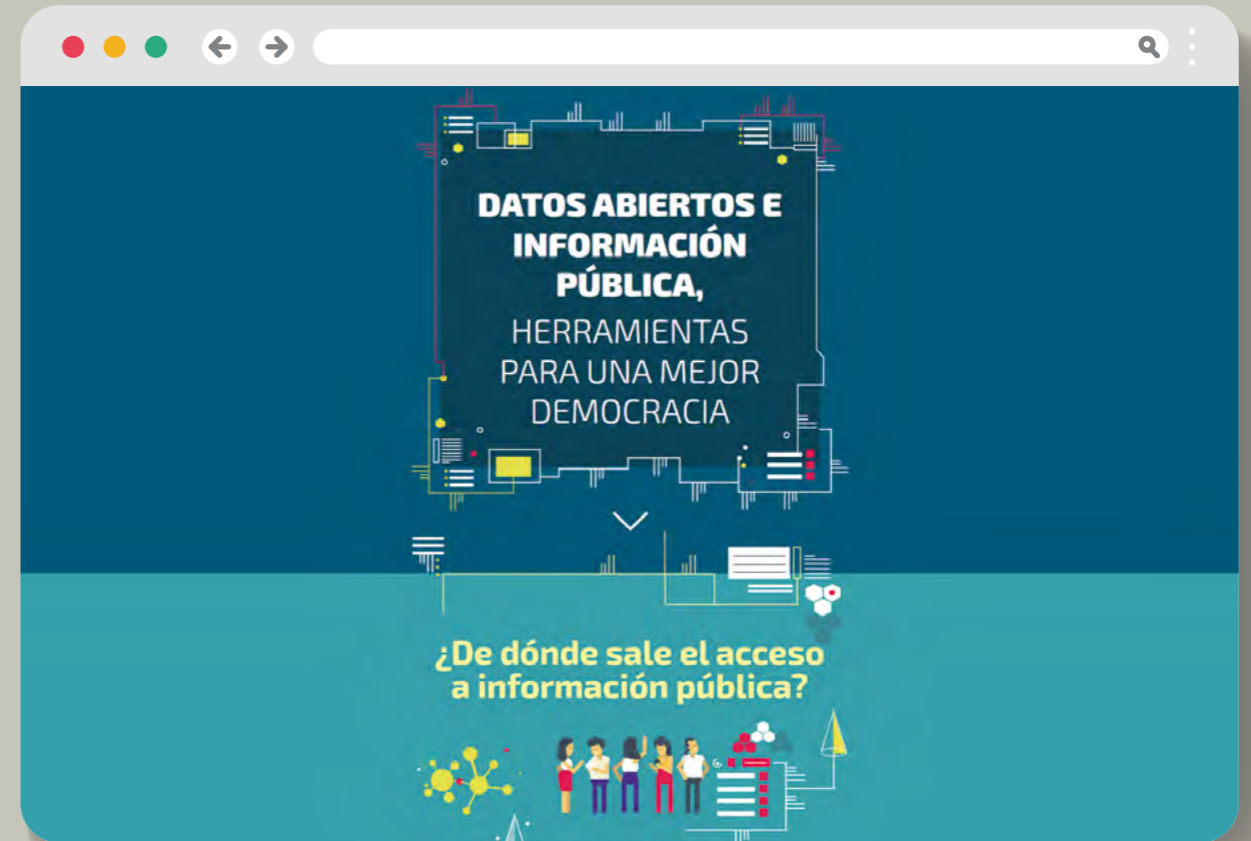 DATOS ABIERTOS E
INFORMACIÓN
PÚBLICA,
HERRAMIENTAS
PARA UNA MEJOR
DEMOCRACIA
¿De dónde sale el acceso
a información pública?